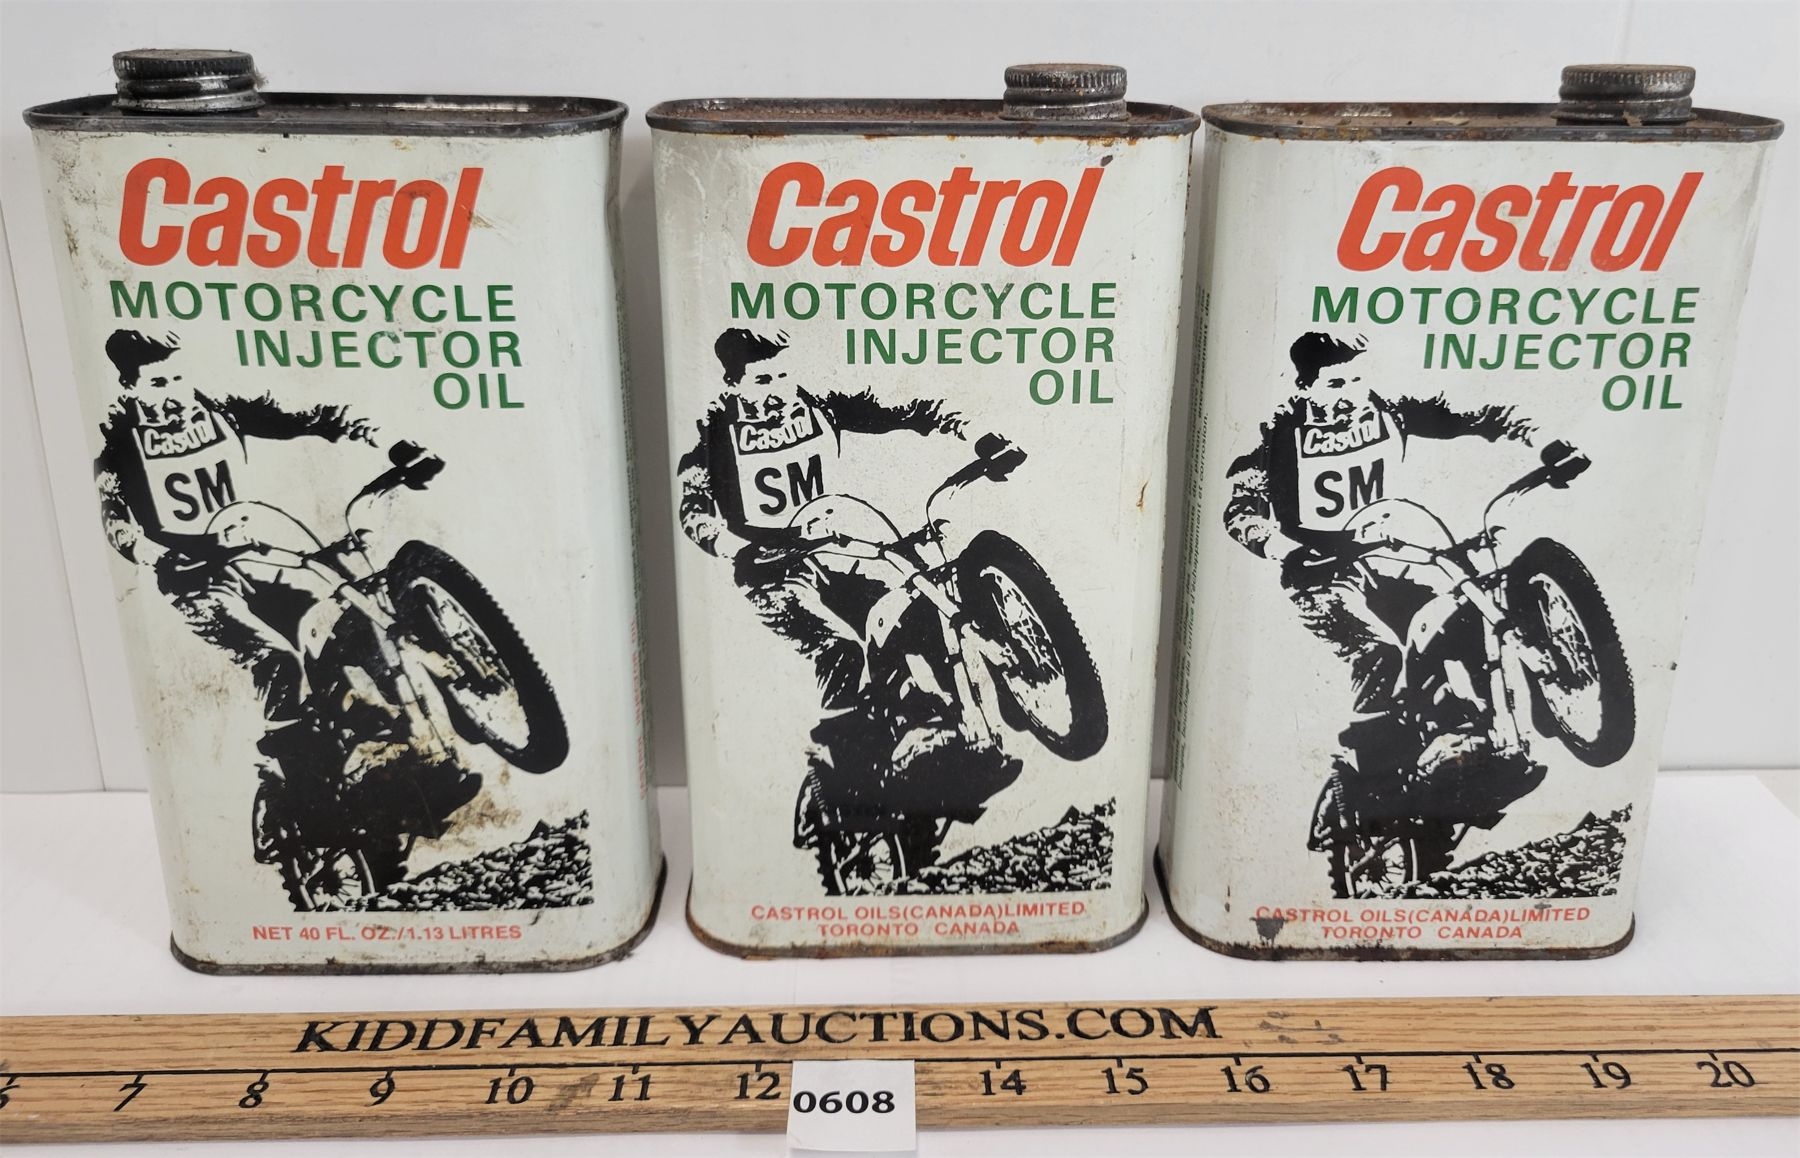 Castrol
MOTORCYCLE
INJECTOR
OIL
Castrol
SM
NET 40 FL. OZ./1.13 LITRES
Castrol
MOTORCYCLE
INJECTOR
OIL
Castrol
SM
CASTROL OILS(CANADA)LIMITED
TORONTO CANADA
Castrol
MOTORCYCLE
INJECTOR
OIL
Castrol
SM
CASTROL OILS(CANADA)LIMITED
TORONTO CANADA
KIDDFAMILYAUCTIONS.COM
6 7 8 9 10 11 12 14 15 16 17 18 19 20
0608